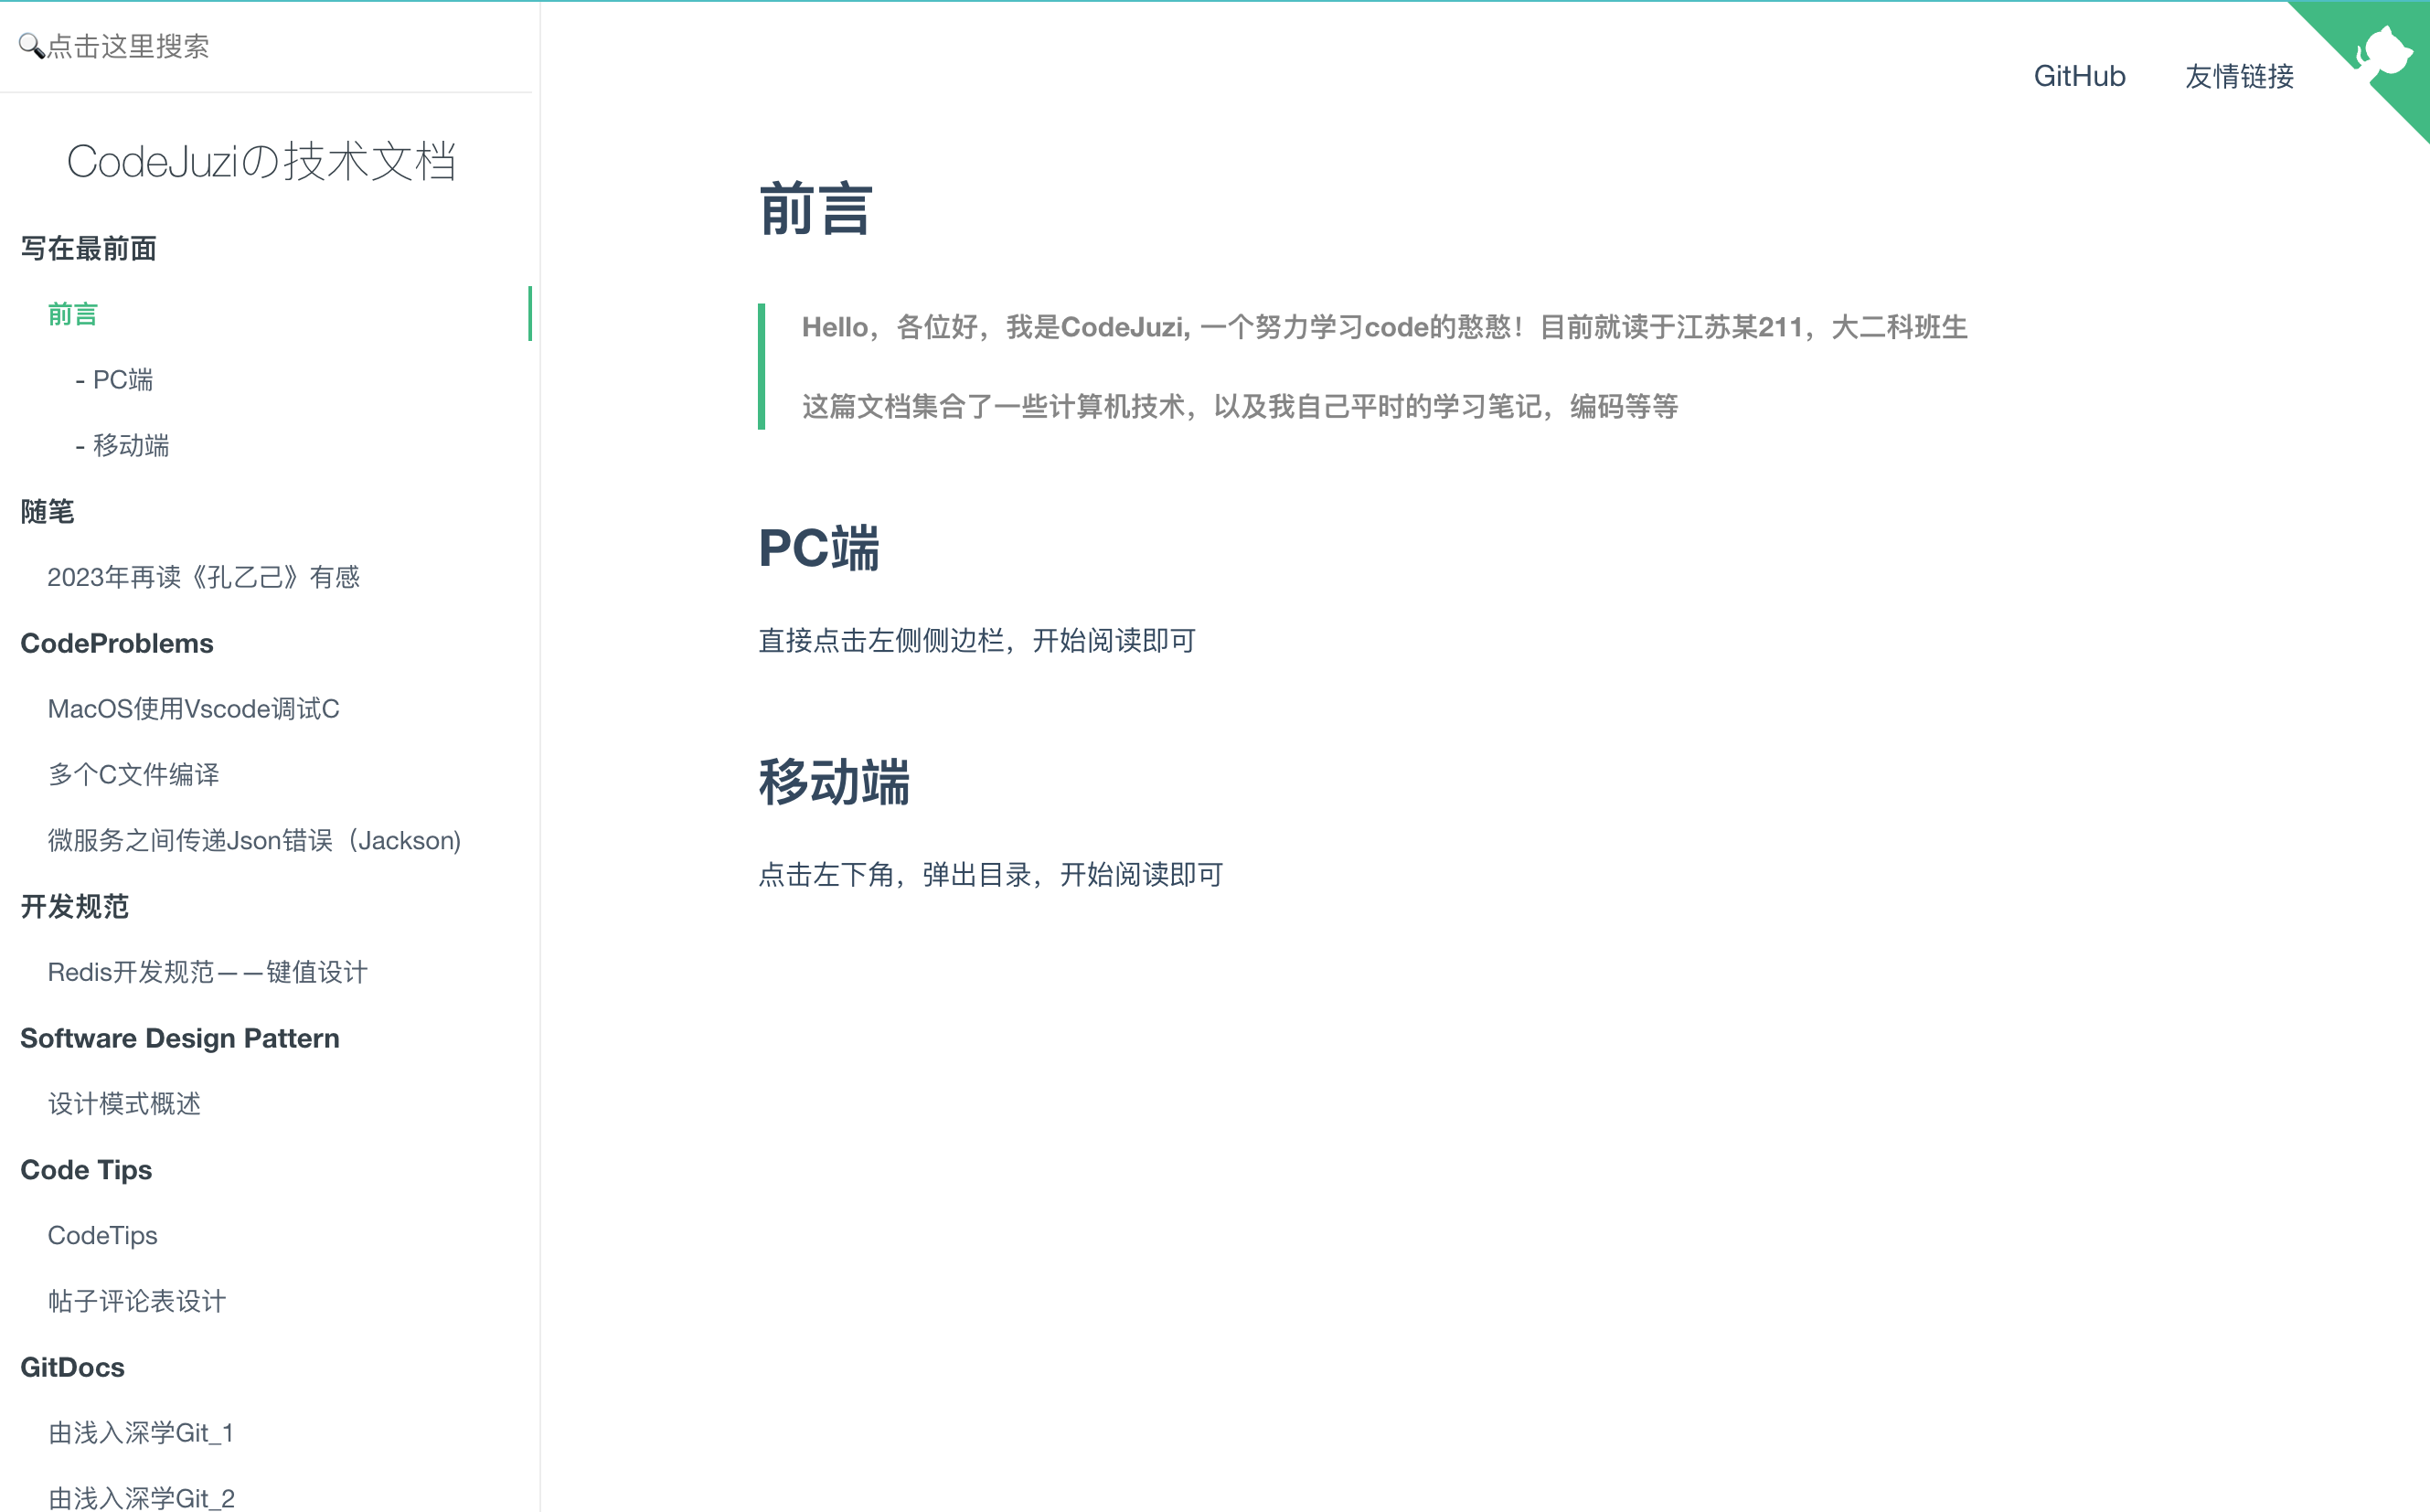 🔍点击这里搜索
CodeJuziの技术文档
写在最前面
前言
- PC端
- 移动端
随笔
2023年再读《孔乙己》有感
CodeProblems
MacOS使用Vscode调试C
多个C文件编译
微服务之间传递Json错误（Jackson)
开发规范
Redis开发规范——键值设计
Software Design Pattern
设计模式概述
Code Tips
CodeTips
帖子评论表设计
GitDocs
由浅入深学Git_1
由浅入深学Git_2
GitHub 友情链接
前言
Hello，各位好，我是CodeJuzi, 一个努力学习code的憨憨！目前就读于江苏某211，大二科班生
这篇文档集合了一些计算机技术，以及我自己平时的学习笔记，编码等等
PC端
直接点击左侧侧边栏，开始阅读即可
移动端
点击左下角，弹出目录，开始阅读即可